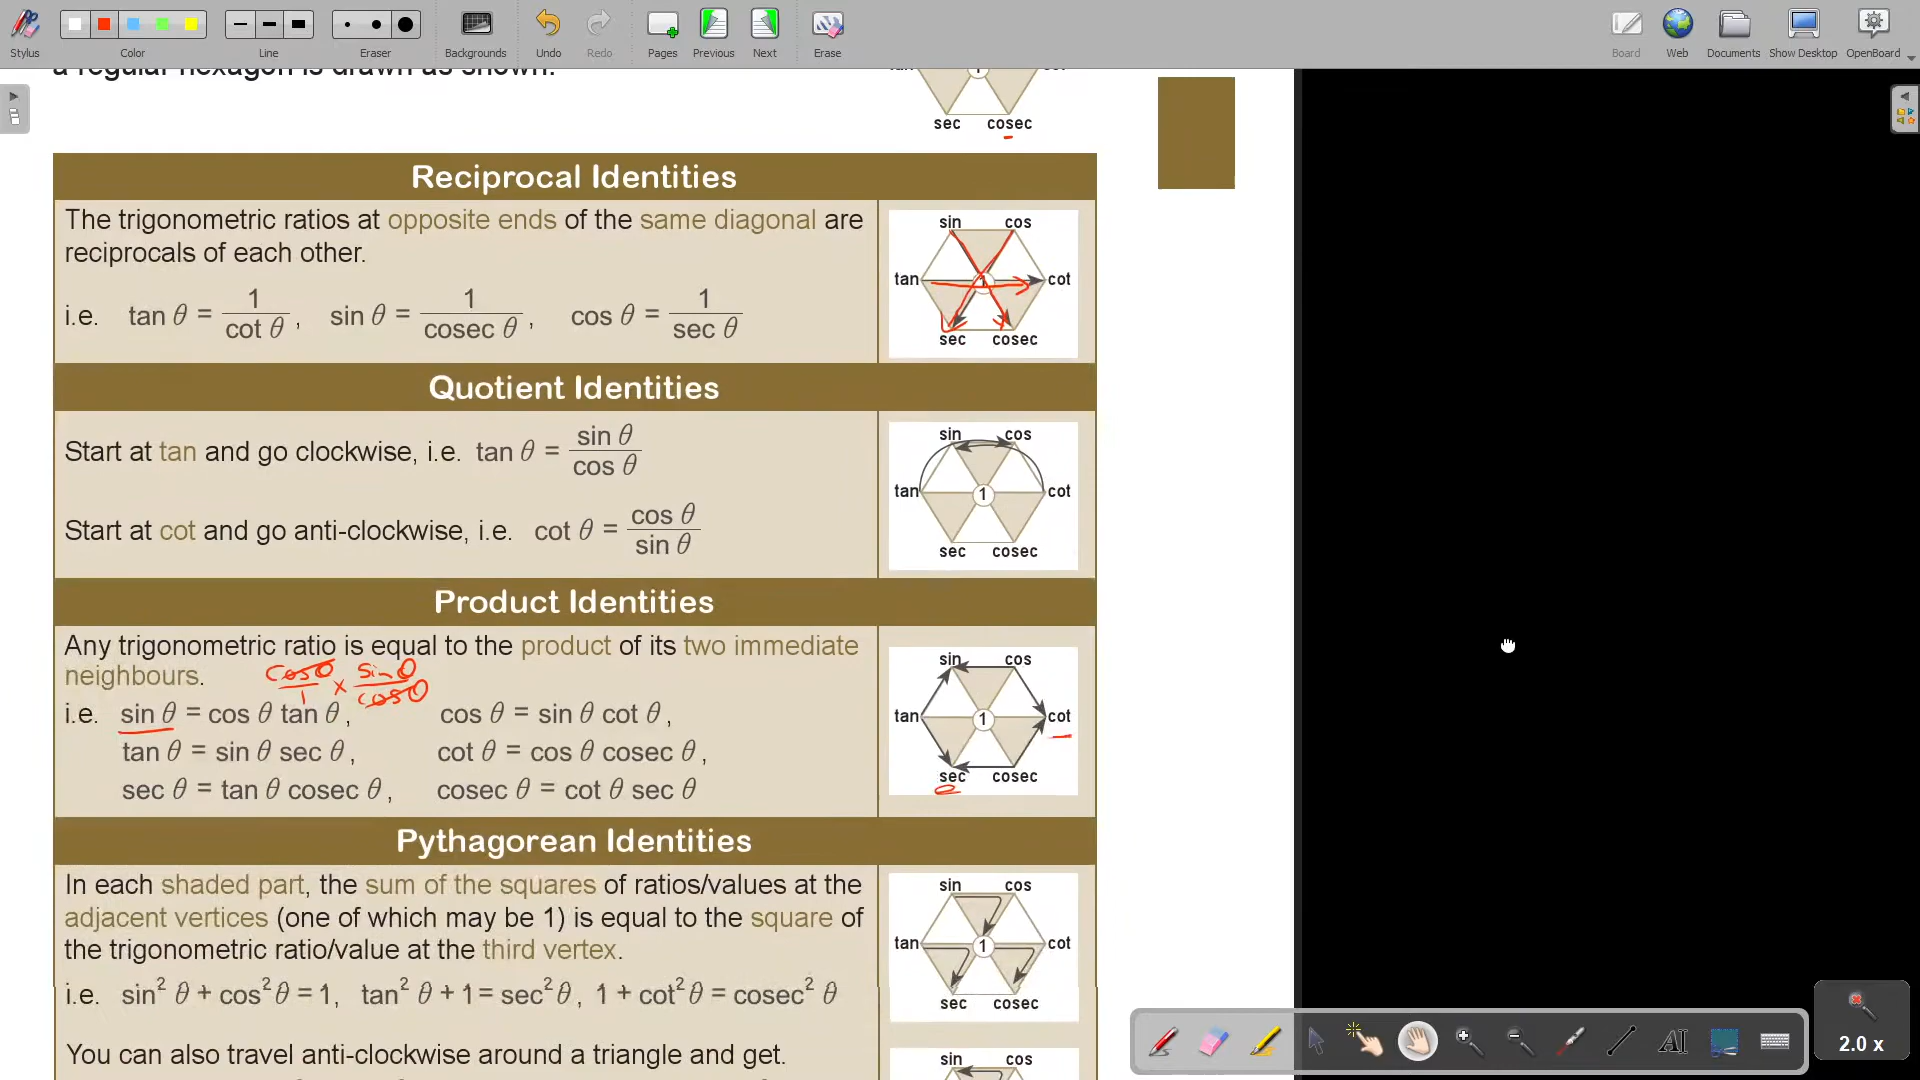 Stylus Color Line Eraser Backgrounds Undo Redo Pages Previous Next Erase Board Web Documents Show Desktop OpenBoard
a regular hexagon is drawn as shown.
tan 1 cot
sec cosec
Reciprocal Identities
The trigonometric ratios at opposite ends of the same diagonal are
reciprocals of each other.
i.e. tan θ = 1/cot θ, sin θ = 1/cosec θ, cos θ = 1/sec θ
sin cos
tan 1 cot
sec cosec
Quotient Identities
Start at tan and go clockwise, i.e. tan θ = sin θ/cos θ
Start at cot and go anti-clockwise, i.e. cot θ = cos θ/sin θ
sin cos
tan 1 cot
sec cosec
Product Identities
Any trigonometric ratio is equal to the product of its two immediate
neighbours.
cosθ/1 × sinθ/cosθ
i.e. sin θ = cos θ tan θ, cos θ = sin θ cot θ,
tan θ = sin θ sec θ, cot θ = cos θ cosec θ,
sec θ = tan θ cosec θ, cosec θ = cot θ sec θ
sin cos
tan 1 cot
sec cosec
Pythagorean Identities
In each shaded part, the sum of the squares of ratios/values at the
adjacent vertices (one of which may be 1) is equal to the square of
the trigonometric ratio/value at the third vertex.
i.e. sin² θ + cos² θ = 1, tan² θ + 1 = sec² θ, 1 + cot² θ = cosec² θ
sin cos
tan 1 cot
sec cosec
You can also travel anti-clockwise around a triangle and get.
sin cos
2.0 x